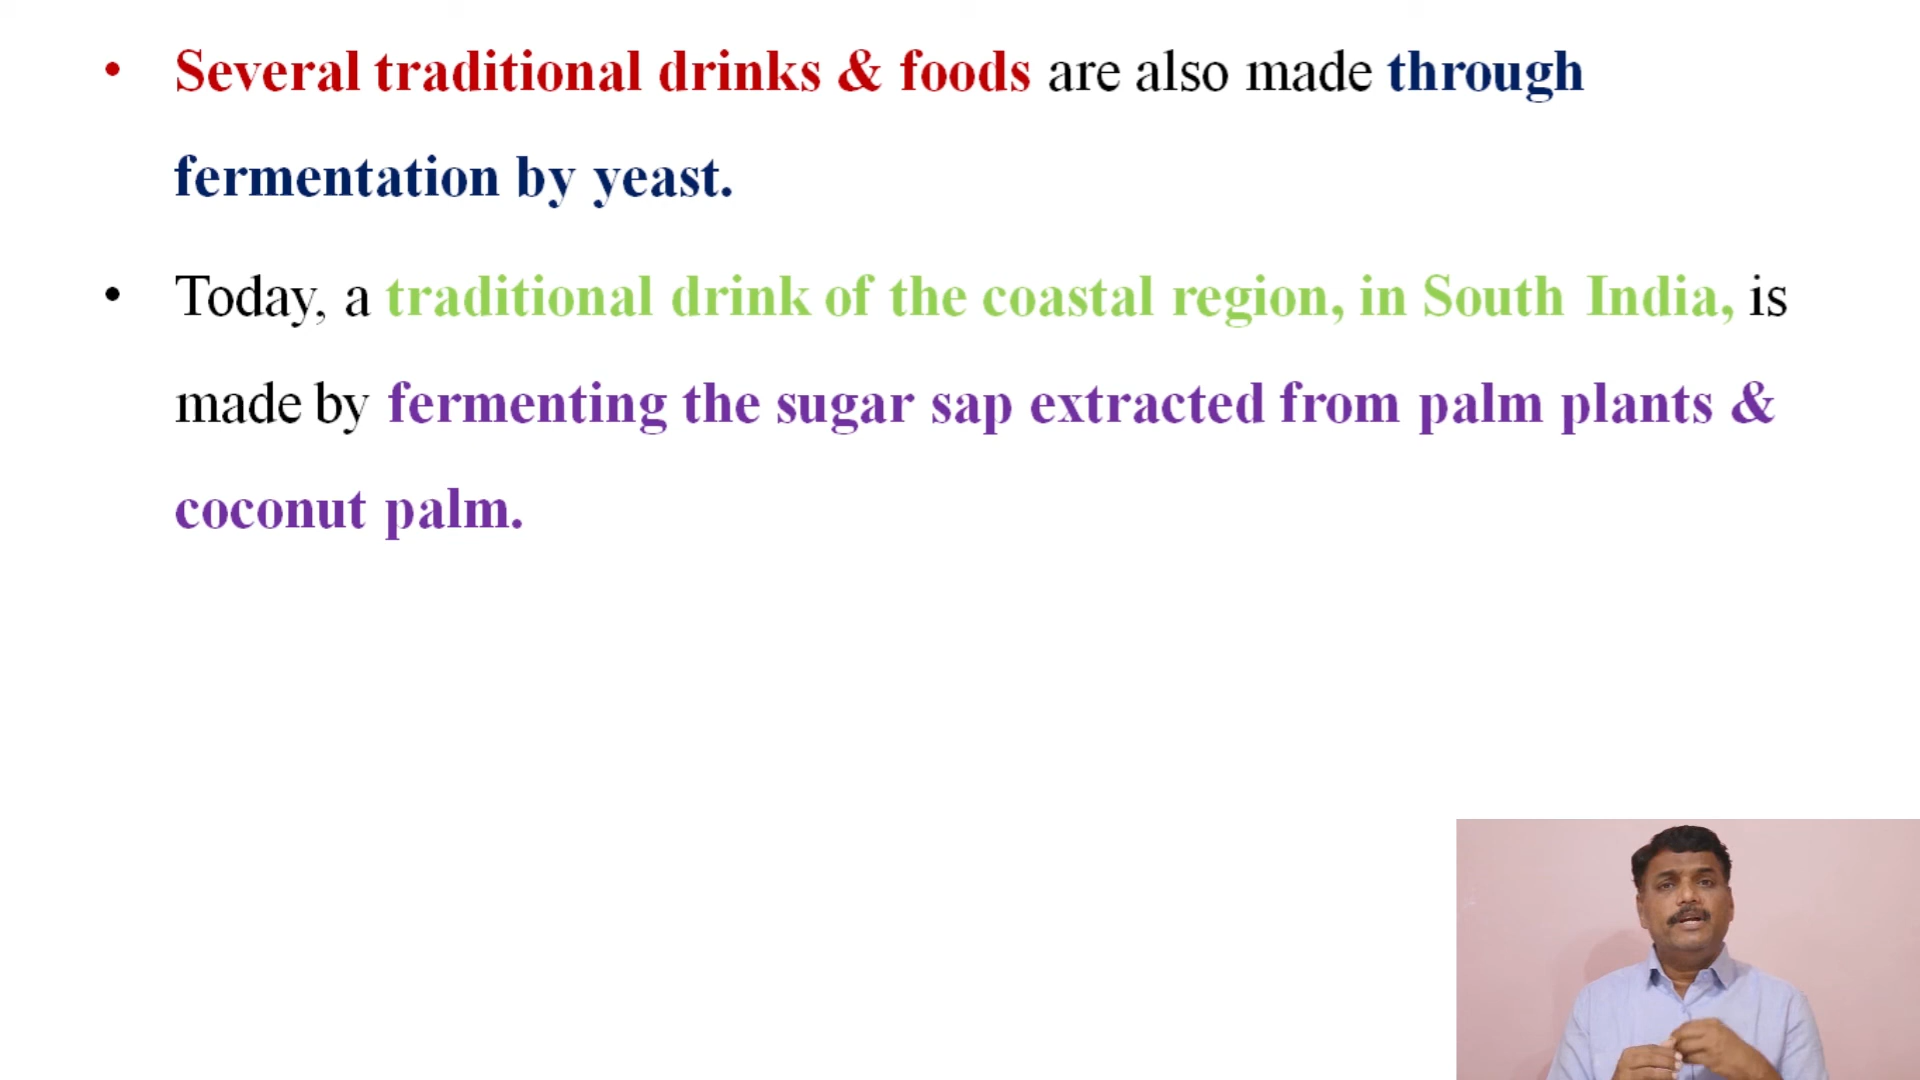 • Several traditional drinks & foods are also made through
fermentation by yeast.
• Today, a traditional drink of the coastal region, in South India, is
made by fermenting the sugar sap extracted from palm plants &
coconut palm.